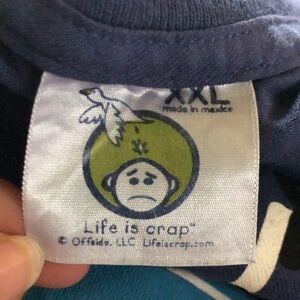 XXL
made in mexico
Life is crap™
© Offside, LLC Lifeiscrap.com